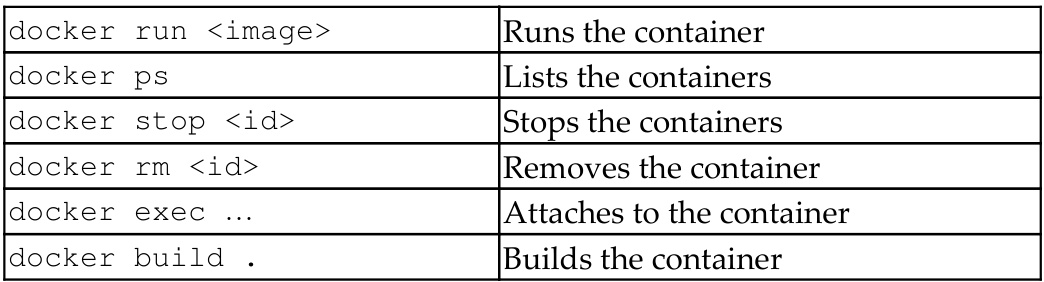 docker run <image> Runs the container
docker ps Lists the containers
docker stop <id> Stops the containers
docker rm <id> Removes the container
docker exec … Attaches to the container
docker build . Builds the container